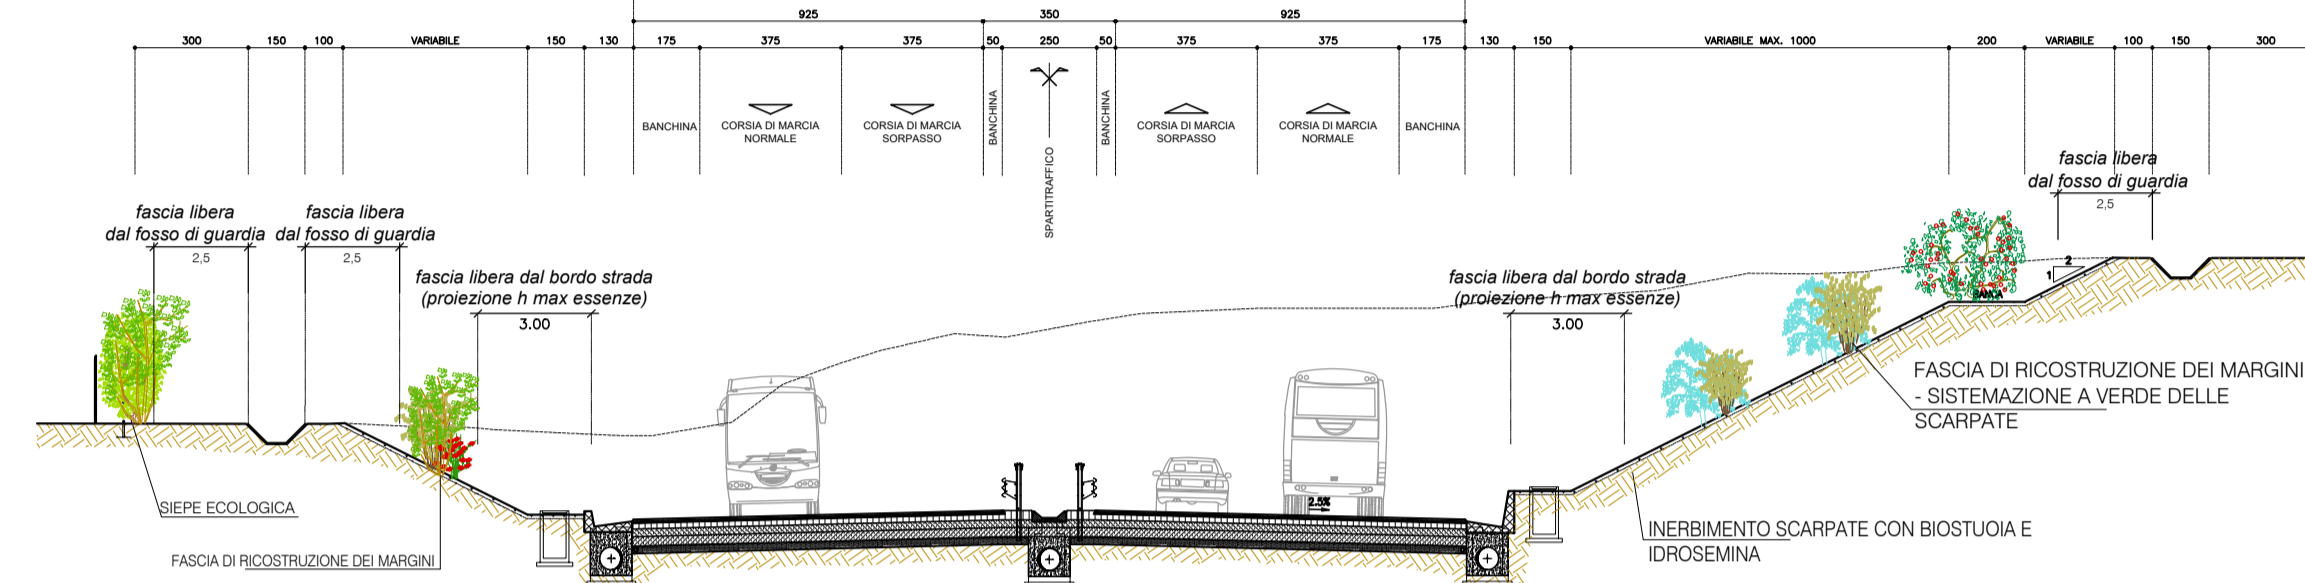 925 350 925
300 150 100 VARIABILE 150 130 175 375 375 50 250 50 375 375 175 130 150 VARIABILE MAX. 1000 200 VARIABILE 100 150 300
BANCHINA
CORSIA DI MARCIA
NORMALE
CORSIA DI MARCIA
SORPASSO
BANCHINA
SPARTITRAFFICO
BANCHINA
CORSIA DI MARCIA
SORPASSO
CORSIA DI MARCIA
NORMALE
BANCHINA
fascia libera
dal fosso di guardia
2,5
fascia libera
dal fosso di guardia
2,5
fascia libera
dal fosso di guardia
2,5
fascia libera dal bordo strada
(proiezione h max essenze)
3.00
fascia libera dal bordo strada
(proiezione h max essenze)
3.00
BANCA
2
1
FASCIA DI RICOSTRUZIONE DEI MARGINI
- SISTEMAZIONE A VERDE DELLE
SCARPATE
2.5%
SIEPE ECOLOGICA
FASCIA DI RICOSTRUZIONE DEI MARGINI
INERBIMENTO SCARPATE CON BIOSTUOIA E
IDROSEMINA